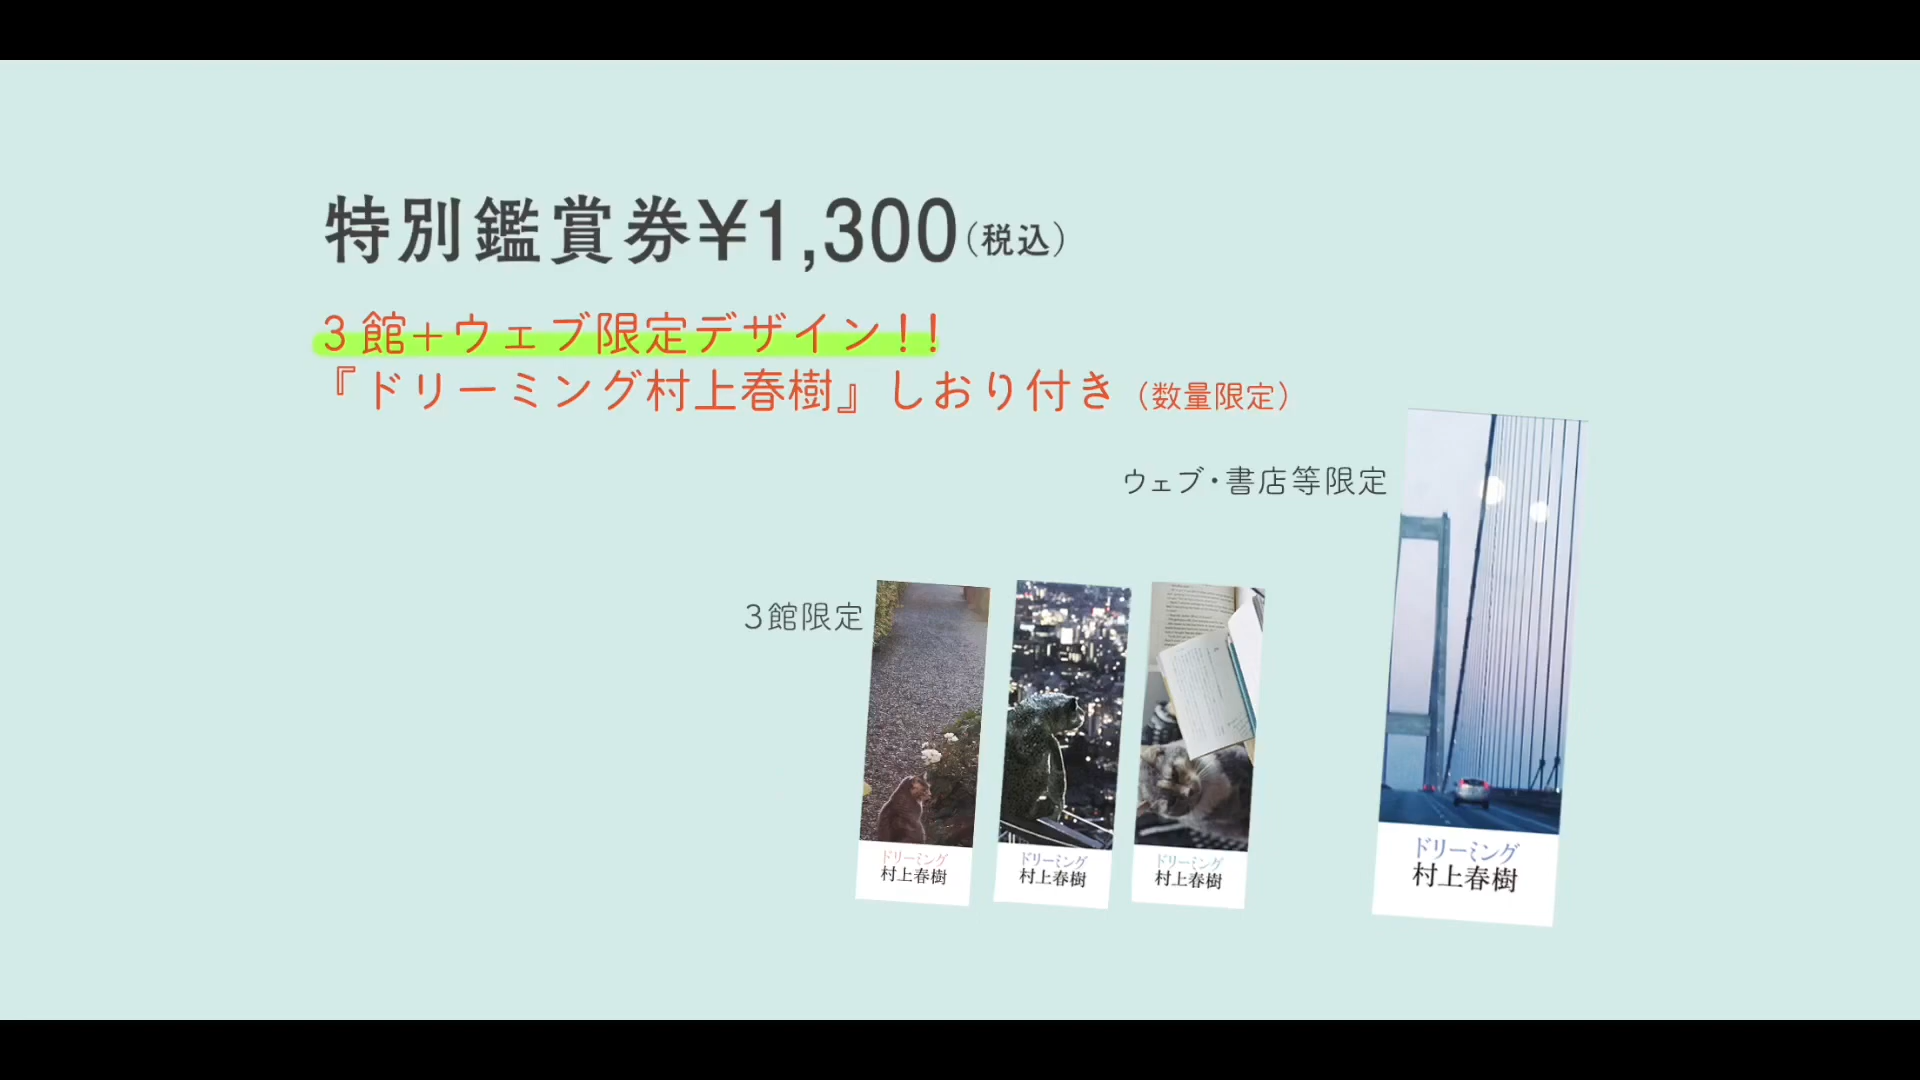 特別鑑賞券¥1,300(税込)
3館+ウェブ限定デザイン!!
『ドリーミング村上春樹』しおり付き(数量限定)
ウェブ・書店等限定
3館限定
ドリーミング
村上春樹
ドリーミング
村上春樹
ドリーミング
村上春樹
ドリーミング
村上春樹